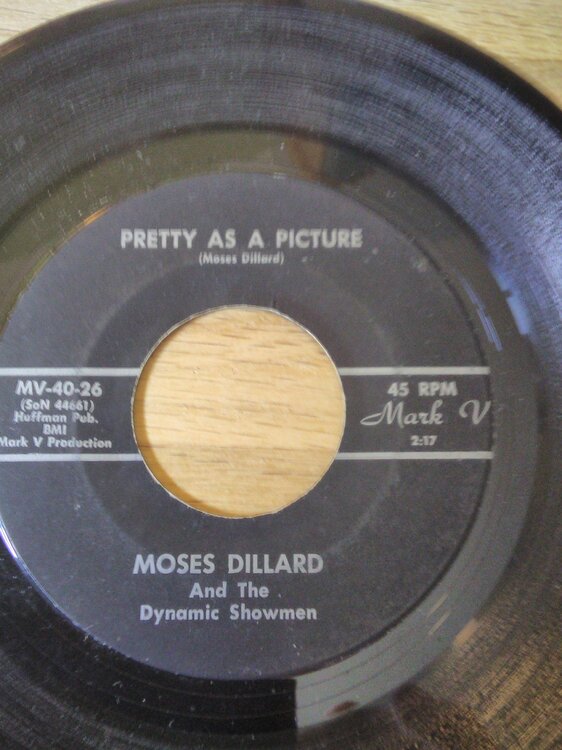 PRETTY AS A PICTURE
(Moses Dillard)
MV-40-26
(SoN 44661)
Huffman Pub.
BMI
Mark V Production
45 RPM
Mark V
2:17
MOSES DILLARD
And The
Dynamic Showmen